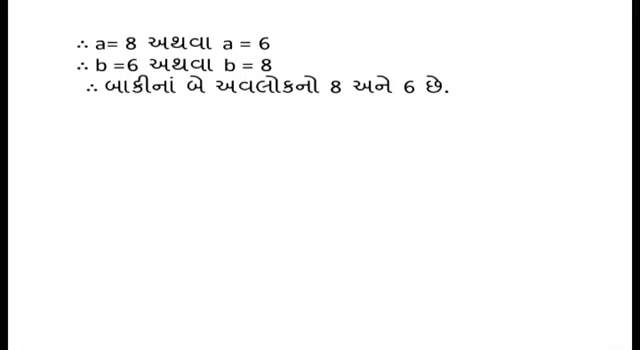 ∴ a= 8 અથવા a = 6
∴ b =6 અથવા b = 8
∴ બાકીનાં બે અવલોકનો 8 અને 6 છે.